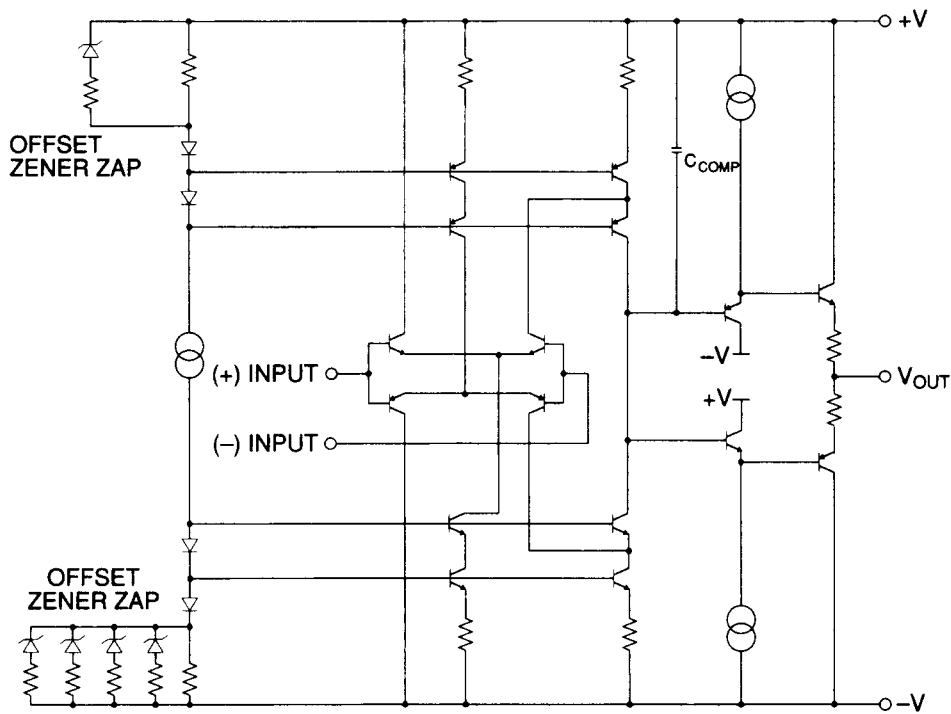 +V
OFFSET
ZENER ZAP
C_COMP
(+) INPUT
–V
V_OUT
+V
(–) INPUT
OFFSET
ZENER ZAP
–V